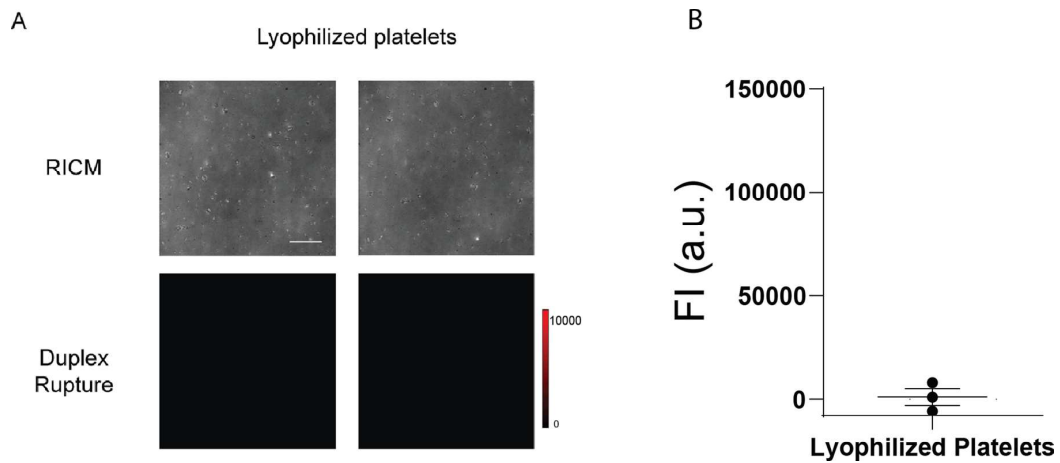 A
Lyophilized platelets
RICM
Duplex
Rupture
10000
0
B
FI (a.u.)
150000
100000
50000
0
Lyophilized Platelets